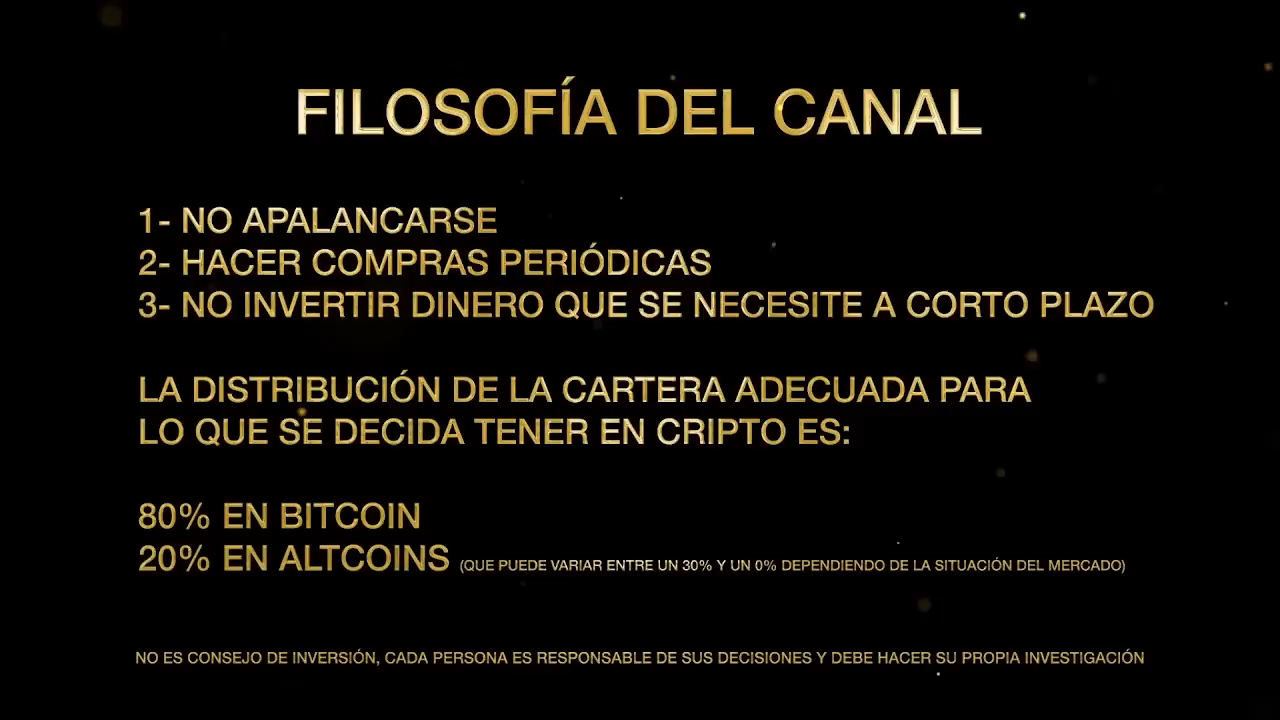 FILOSOFÍA DEL CANAL
1- NO APALANCARSE
2- HACER COMPRAS PERIÓDICAS
3- NO INVERTIR DINERO QUE SE NECESITE A CORTO PLAZO
LA DISTRIBUCIÓN DE LA CARTERA ADECUADA PARA
LO QUE SE DECIDA TENER EN CRIPTO ES:
80% EN BITCOIN
20% EN ALTCOINS (QUE PUEDE VARIAR ENTRE UN 30% Y UN 0% DEPENDIENDO DE LA SITUACIÓN DEL MERCADO)
NO ES CONSEJO DE INVERSIÓN, CADA PERSONA ES RESPONSABLE DE SUS DECISIONES Y DEBE HACER SU PROPIA INVESTIGACIÓN